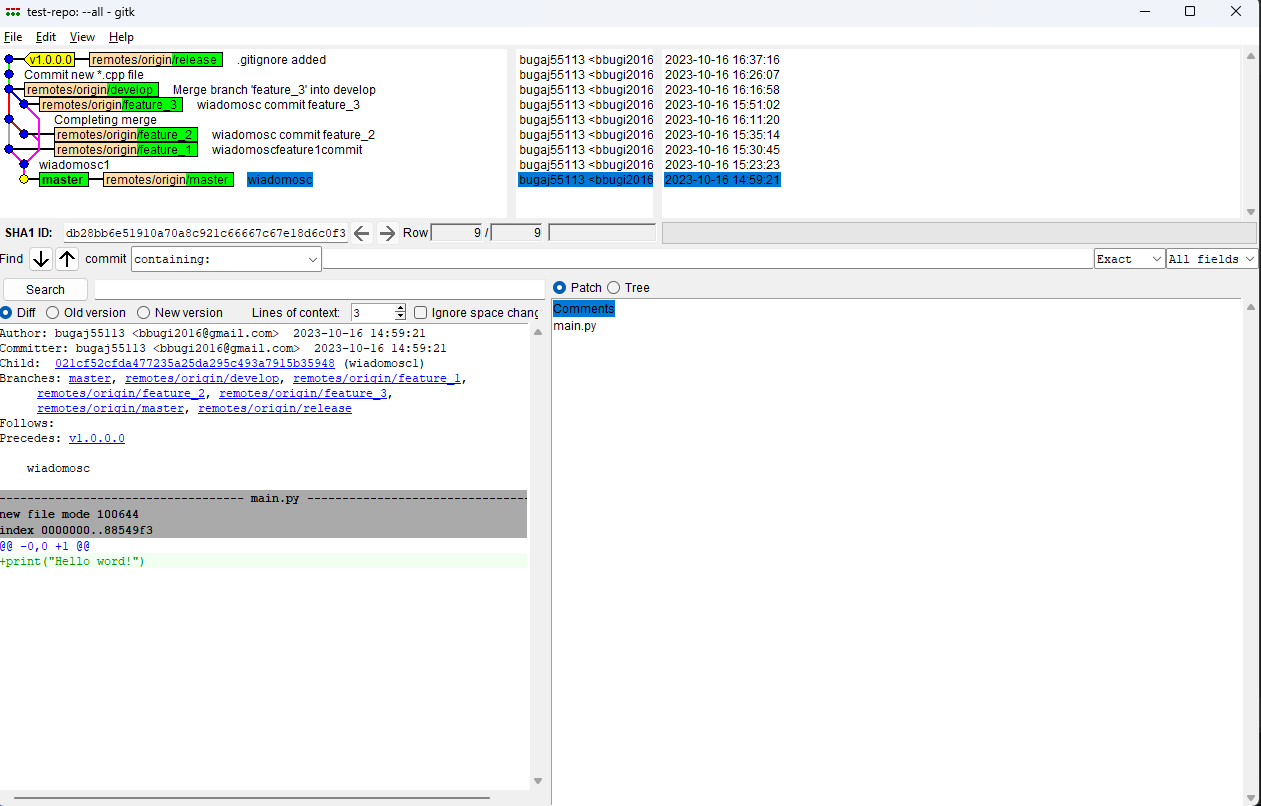 test-repo: --all - gitk
File Edit View Help
v1.0.0.0 remotes/origin/release .gitignore added bugaj55113 <bbugi2016 2023-10-16 16:37:16
Commit new *.cpp file bugaj55113 <bbugi2016 2023-10-16 16:26:07
remotes/origin/develop Merge branch 'feature_3' into develop bugaj55113 <bbugi2016 2023-10-16 16:16:58
remotes/origin/feature_3 wiadomosc commit feature_3 bugaj55113 <bbugi2016 2023-10-16 15:51:02
Completing merge bugaj55113 <bbugi2016 2023-10-16 16:11:20
remotes/origin/feature_2 wiadomosc commit feature_2 bugaj55113 <bbugi2016 2023-10-16 15:35:14
remotes/origin/feature_1 wiadomoscfeature1commit bugaj55113 <bbugi2016 2023-10-16 15:30:45
wiadomosc1 bugaj55113 <bbugi2016 2023-10-16 15:23:23
master remotes/origin/master wiadomosc bugaj55113 <bbugi2016 2023-10-16 14:59:21
SHA1 ID: db28bb6e51910a70a8c921c66667c67e18d6c0f3 Row 9 / 9
Find commit containing: Exact All fields
Search
Patch Tree
Diff Old version New version Lines of context: 3 Ignore space chang
Comments
main.py
Author: bugaj55113 <bbugi2016@gmail.com> 2023-10-16 14:59:21
Committer: bugaj55113 <bbugi2016@gmail.com> 2023-10-16 14:59:21
Child: 021cf52cfda477235a25da295c493a7915b35948 (wiadomosc1)
Branches: master, remotes/origin/develop, remotes/origin/feature_1,
remotes/origin/feature_2, remotes/origin/feature_3,
remotes/origin/master, remotes/origin/release
Follows:
Precedes: v1.0.0.0
wiadomosc
----------------------------------- main.py -----------------------------------
new file mode 100644
index 0000000..88549f3
@@ -0,0 +1 @@
+print("Hello word!")